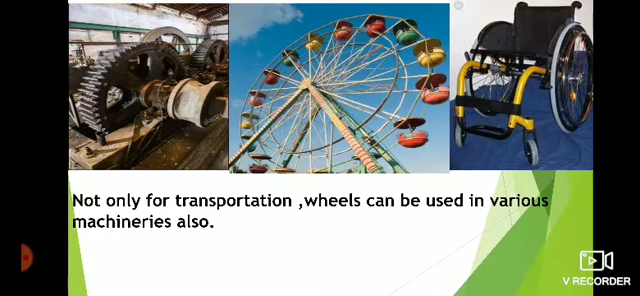 Not only for transportation ,wheels can be used in various
machineries also.
V RECORDER